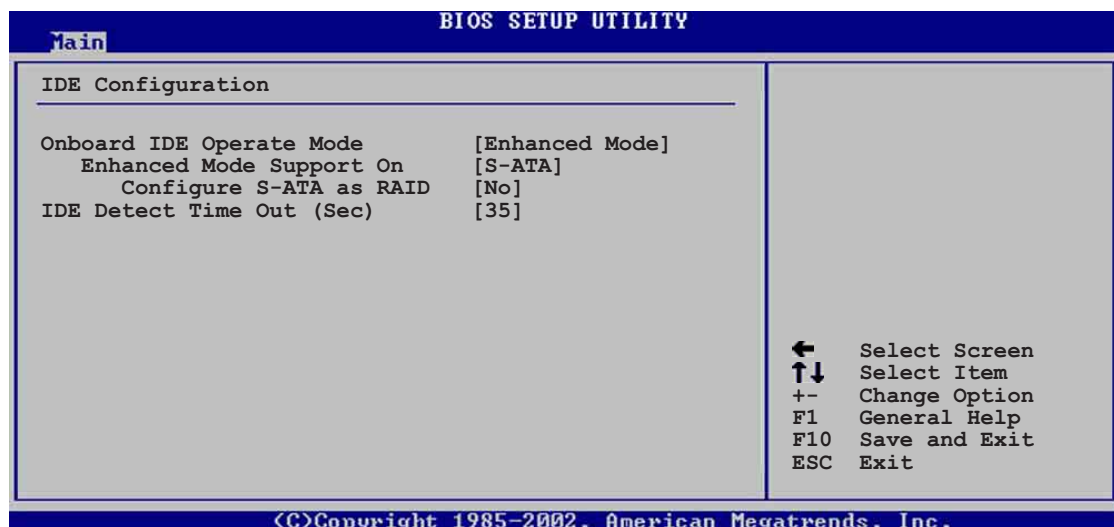 BIOS SETUP UTILITY
Main
IDE Configuration
Onboard IDE Operate Mode [Enhanced Mode]
Enhanced Mode Support On [S-ATA]
Configure S-ATA as RAID [No]
IDE Detect Time Out (Sec) [35]
← Select Screen
↑↓ Select Item
+- Change Option
F1 General Help
F10 Save and Exit
ESC Exit
(C)Copyright 1985-2002, American Megatrends, Inc.